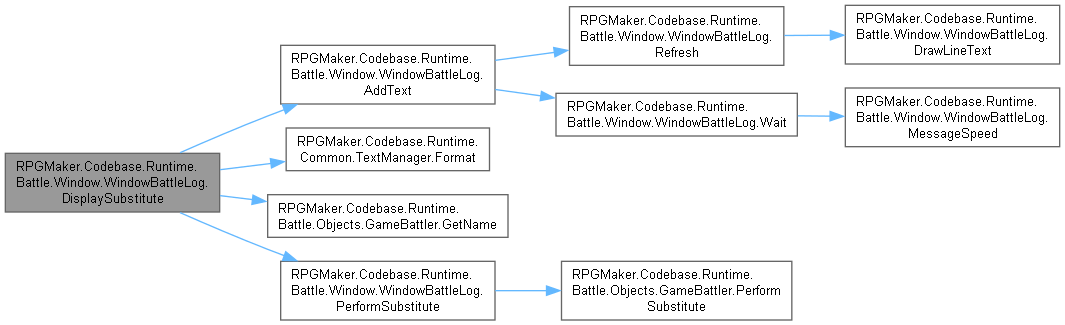 RPGMaker.Codebase.Runtime.
Battle.Window.WindowBattleLog.
DisplaySubstitute
RPGMaker.Codebase.Runtime.
Battle.Window.WindowBattleLog.
AddText
RPGMaker.Codebase.Runtime.
Battle.Window.WindowBattleLog.
Refresh
RPGMaker.Codebase.Runtime.
Battle.Window.WindowBattleLog.
DrawLineText
RPGMaker.Codebase.Runtime.
Battle.Window.WindowBattleLog.Wait
RPGMaker.Codebase.Runtime.
Battle.Window.WindowBattleLog.
MessageSpeed
RPGMaker.Codebase.Runtime.
Common.TextManager.Format
RPGMaker.Codebase.Runtime.
Battle.Objects.GameBattler.GetName
RPGMaker.Codebase.Runtime.
Battle.Window.WindowBattleLog.
PerformSubstitute
RPGMaker.Codebase.Runtime.
Battle.Objects.GameBattler.Perform
Substitute